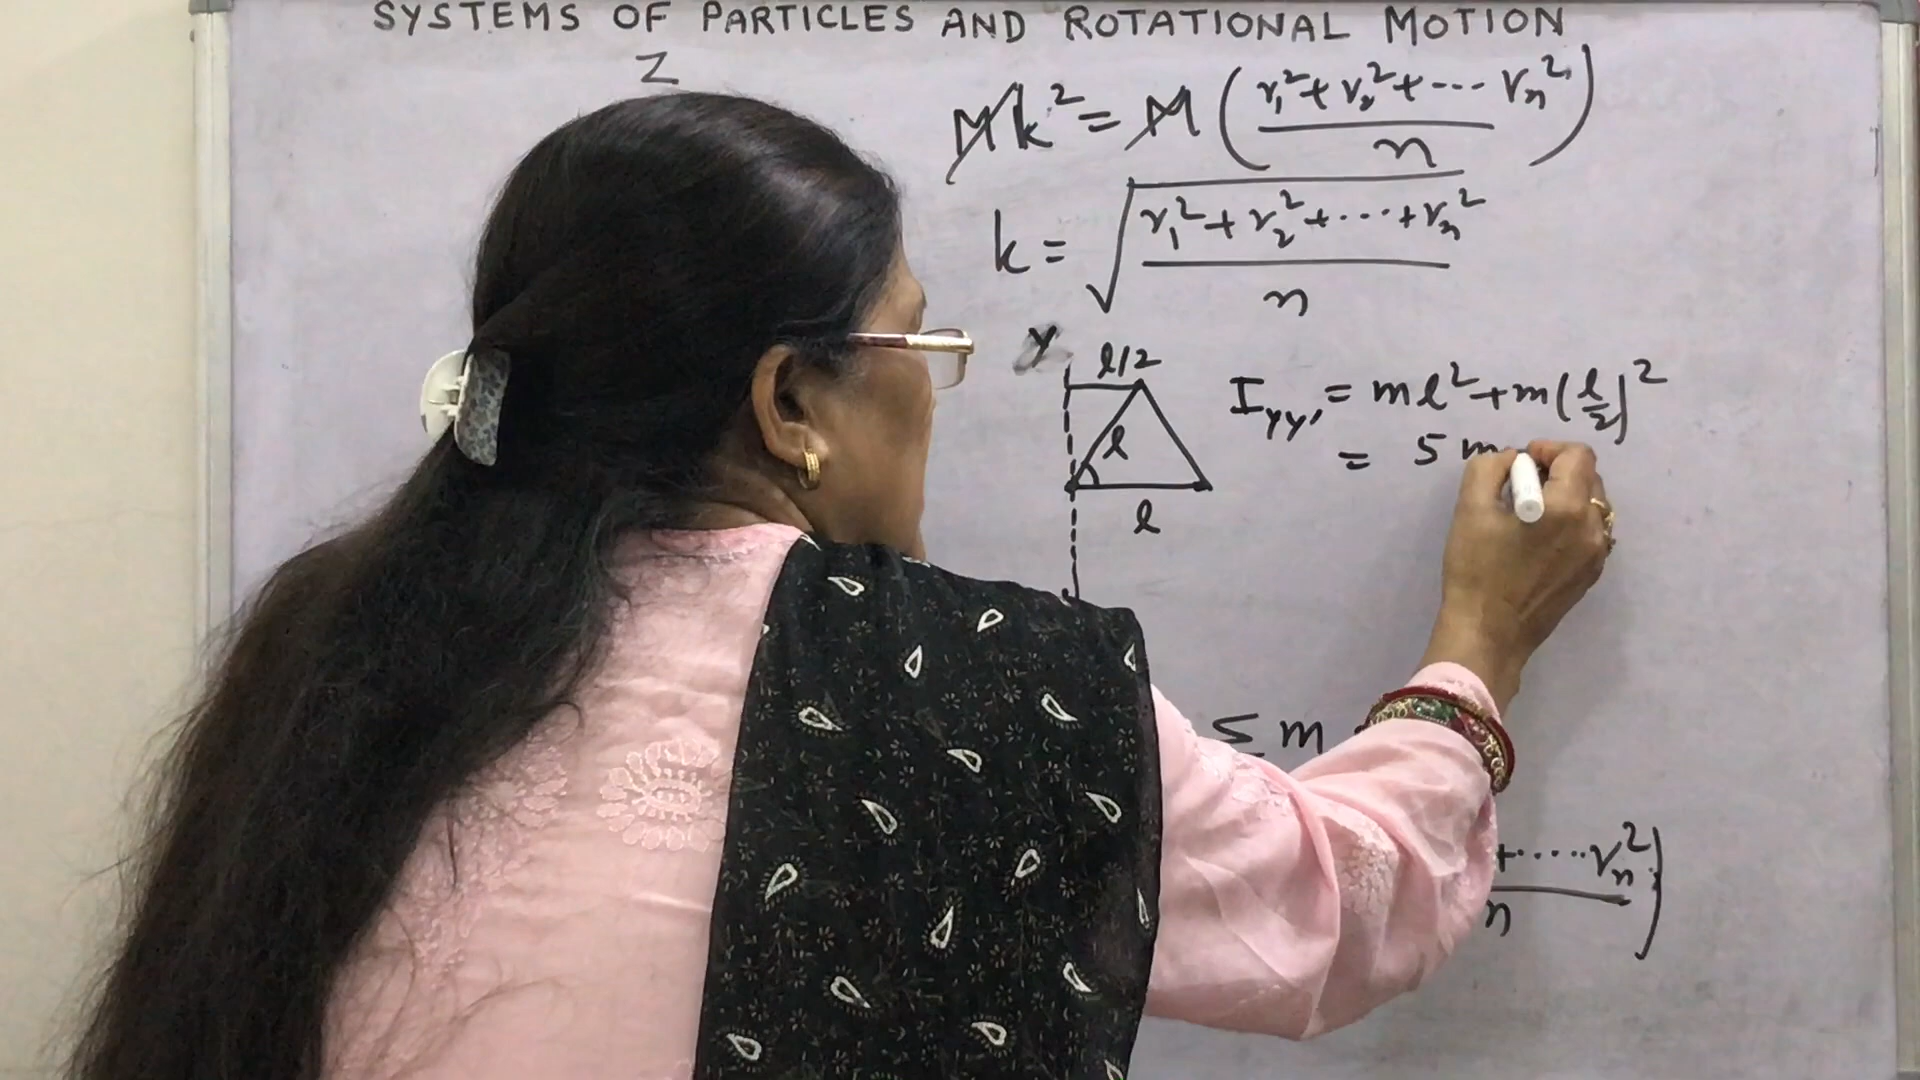 SYSTEMS OF PARTICLES AND ROTATIONAL MOTION
Z
Mk² = M (r₁² + r₂² + --- rₙ² / n)
k = √(r₁² + r₂² + ··· + rₙ² / n)
Y
l/2
l
l
I_YY' = ml² + m(l/2)²
= 5 m
m
+ ····· rₙ²)
n